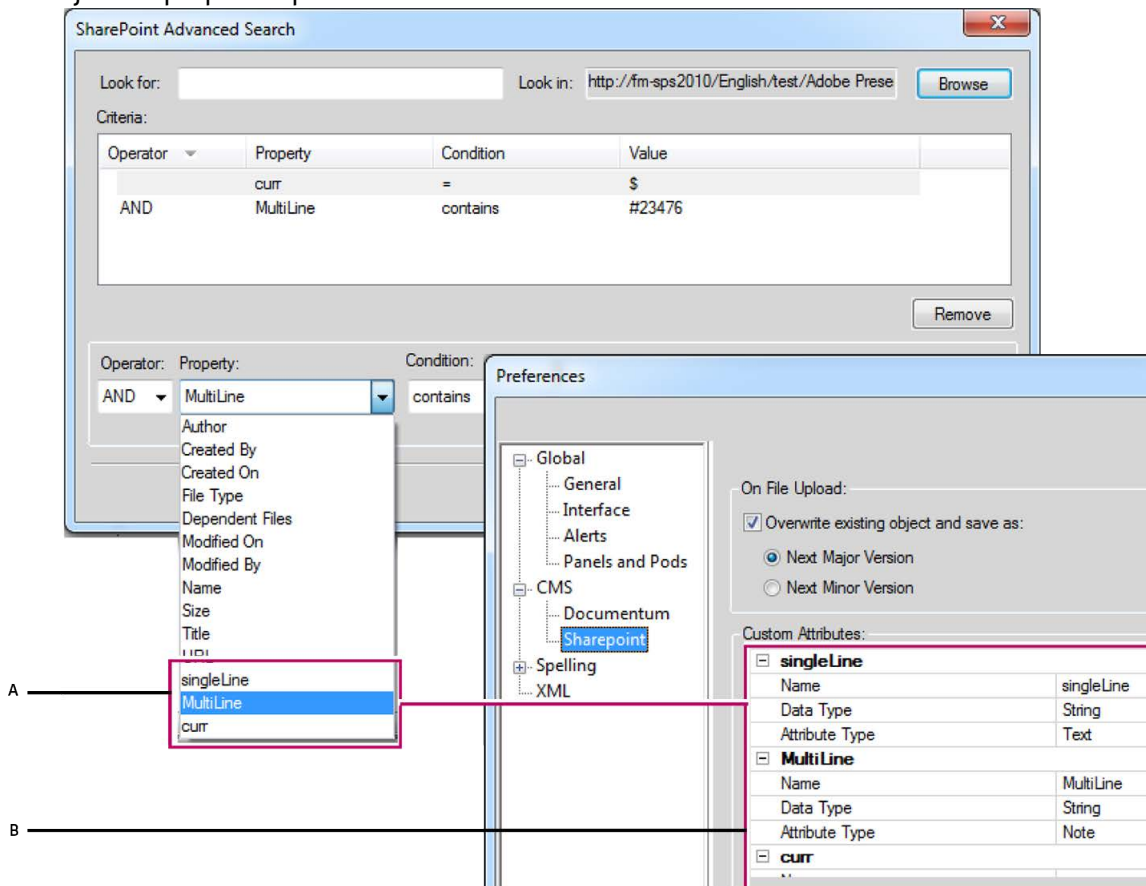 SharePoint Advanced Search
Look for:
Look in: http://fm-sps2010/English/test/Adobe Prese
Browse
Criteria:
Operator Property Condition Value
curr = $
AND MultiLine contains #23476
Remove
Operator: Property: Condition:
AND MultiLine contains
Author
Created By
Created On
File Type
Dependent Files
Modified On
Modified By
Name
Size
Title
singleLine
MultiLine
curr
A
B
Preferences
Global
General
Interface
Alerts
Panels and Pods
CMS
Documentum
Sharepoint
Spelling
XML
On File Upload:
Overwrite existing object and save as:
Next Major Version
Next Minor Version
Custom Attributes:
singleLine
Name singleLine
Data Type String
Attribute Type Text
MultiLine
Name MultiLine
Data Type String
Attribute Type Note
curr